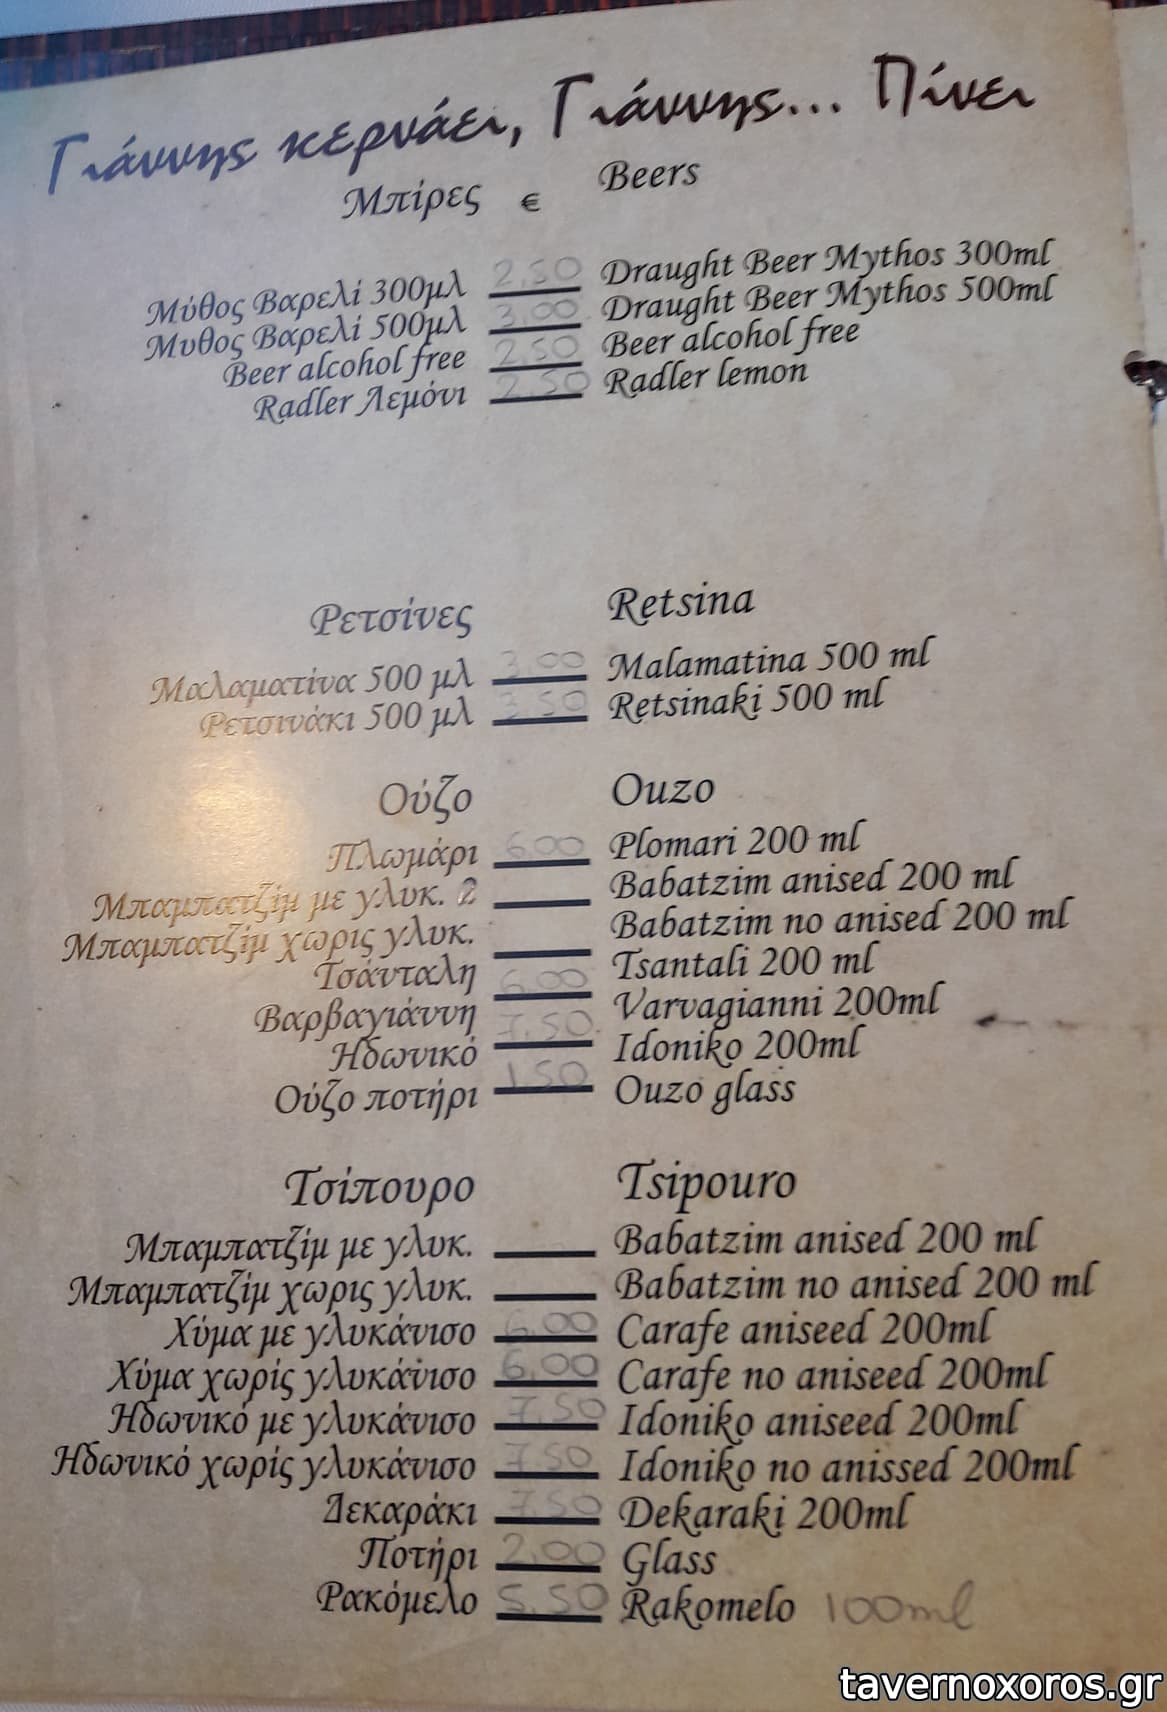 Γιάννης κερνάει, Γιάννης... Πίνει
Μπίρες € Beers
Μύθος Βαρελί 300μλ 2,50 Draught Beer Mythos 300ml
Μυθος Βαρελί 500μλ 3,00 Draught Beer Mythos 500ml
Beer alcohol free 2,50 Beer alcohol free
Radler Λεμόνι 2,50 Radler lemon
Ρετσίνες Retsina
Μαλαματίνα 500 μλ 3,00 Malamatina 500 ml
Ρετσινάκι 500 μλ 3,50 Retsinaki 500 ml
Ούζο Ouzo
Πλωμάρι 6,00 Plomari 200 ml
Μπαμπατζίμ με γλυκ. 2 Babatzim anised 200 ml
Μπαμπατζίμ χωρις γλυκ. Babatzim no anised 200 ml
Τσάνταλη 6,00 Tsantali 200 ml
Βαρβαγιάννη 7,50 Varvagianni 200ml
Ηδωνικό Idoniko 200ml
Ούζο ποτήρι 1,50 Ouzo glass
Τσίπουρο Tsipouro
Μπαμπατζίμ με γλυκ. Babatzim anised 200 ml
Μπαμπατζίμ χωρις γλυκ. Babatzim no anised 200 ml
Χύμα με γλυκάνισο 6,00 Carafe aniseed 200ml
Χύμα χωρίς γλυκάνισο 6,00 Carafe no aniseed 200ml
Ηδωνικό με γλυκάνισο 7,50 Idoniko aniseed 200ml
Ηδωνικό χωρίς γλυκάνισο 7,50 Idoniko no anissed 200ml
Δεκαράκι 7,50 Dekaraki 200ml
Ποτήρι 2,00 Glass
Ρακόμελο 5,50 Rakomelo 100ml
tavernoxoros.gr